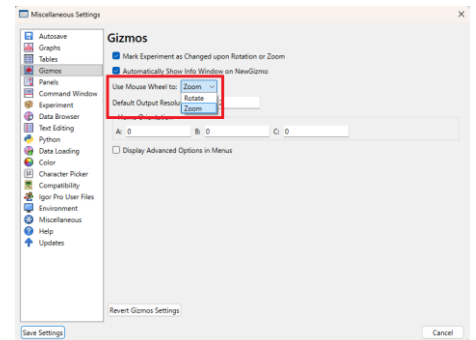 Miscellaneous Settings
Autosave
Graphs
Tables
Gizmos
Panels
Command Window
Experiment
Data Browser
Text Editing
Python
Data Loading
Color
Character Picker
Compatibility
Igor Pro User Files
Environment
Miscellaneous
Help
Updates
Gizmos
Mark Experiment as Changed upon Rotation or Zoom
Automatically Show Info Window on NewGizmo
Use Mouse Wheel to: Zoom
Rotate
Zoom
Default Output
Home Orientation
A: 0 B: 0 C: 0
Display Advanced Options in Menus
Revert Gizmos Settings
Save Settings Cancel